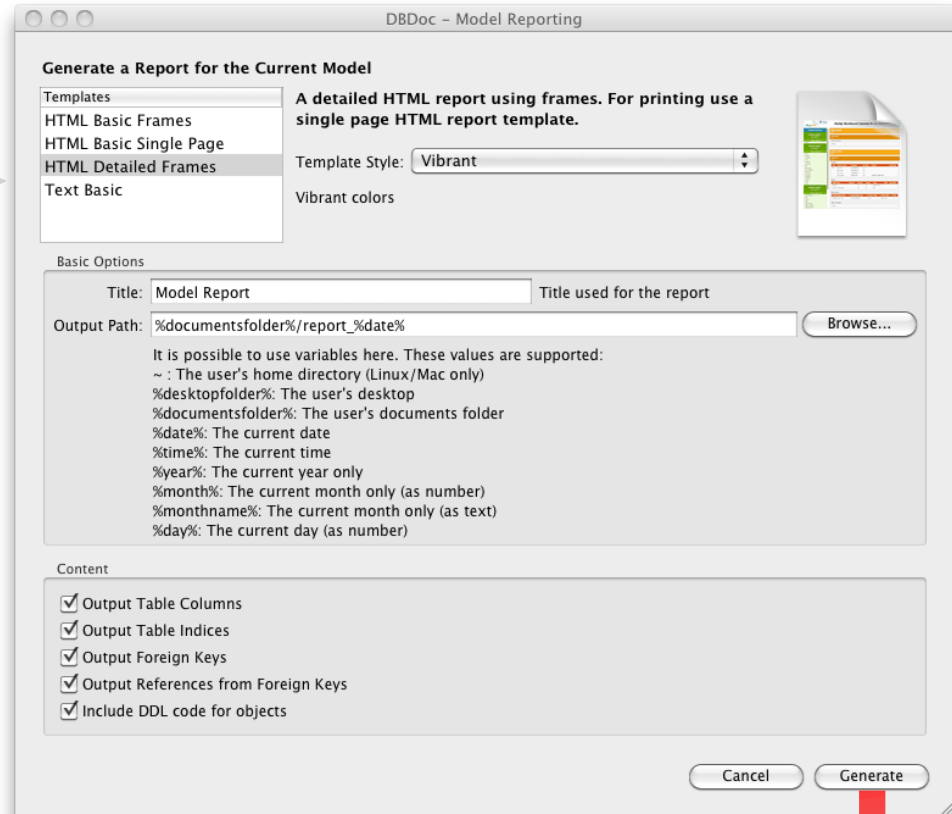 DBDoc – Model Reporting
Generate a Report for the Current Model
Templates
HTML Basic Frames
HTML Basic Single Page
HTML Detailed Frames
Text Basic
A detailed HTML report using frames. For printing use a
single page HTML report template.
Template Style: Vibrant
Vibrant colors
Basic Options
Title: Model Report Title used for the report
Output Path: %documentsfolder%/report_%date% Browse...
It is possible to use variables here. These values are supported:
~ : The user's home directory (Linux/Mac only)
%desktopfolder%: The user's desktop
%documentsfolder%: The user's documents folder
%date%: The current date
%time%: The current time
%year%: The current year only
%month%: The current month only (as number)
%monthname%: The current month only (as text)
%day%: The current day (as number)
Content
Output Table Columns
Output Table Indices
Output Foreign Keys
Output References from Foreign Keys
Include DDL code for objects
Cancel Generate